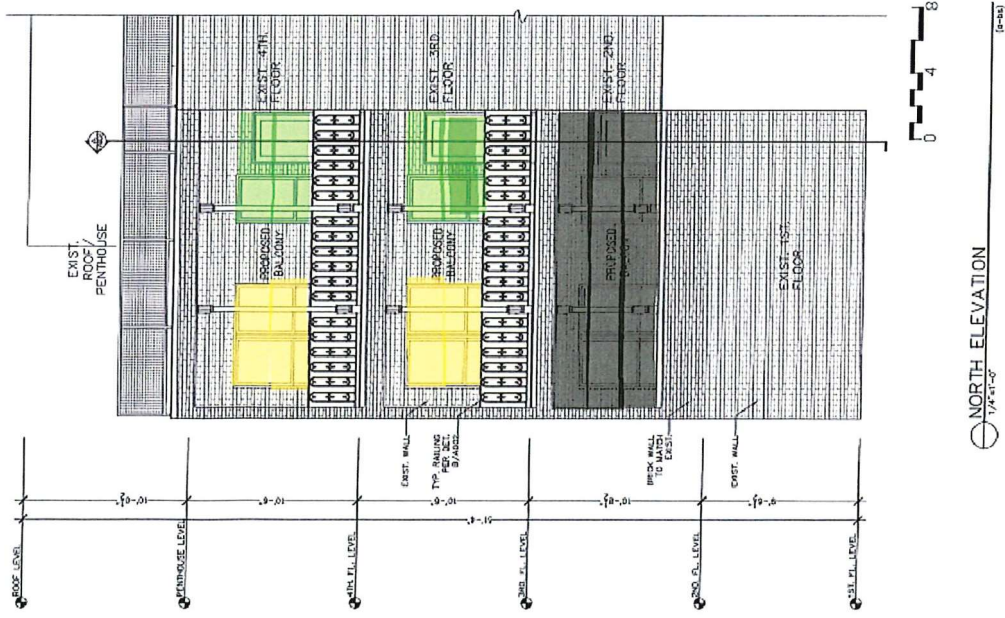 EXIST.
ROOF/
PENTHOUSE
EXIST. 4TH.
FLOOR
PROPOSED
BALCONY
EXIST. 3RD.
FLOOR
PROPOSED
BALCONY
EXIST. 2ND.
FLOOR
PROPOSED
BALCONY
EXIST. 1ST.
FLOOR
EXIST. WALL
TYP. RAILING
PER DET.
BRICK WALL
TO MATCH
EXIST.
EXIST. WALL
ROOF LEVEL
PENTHOUSE LEVEL
4TH FL. LEVEL
3RD FL. LEVEL
2ND. FL. LEVEL
1ST. FL. LEVEL
0 4 8
NORTH ELEVATION
1/4"=1'-0"